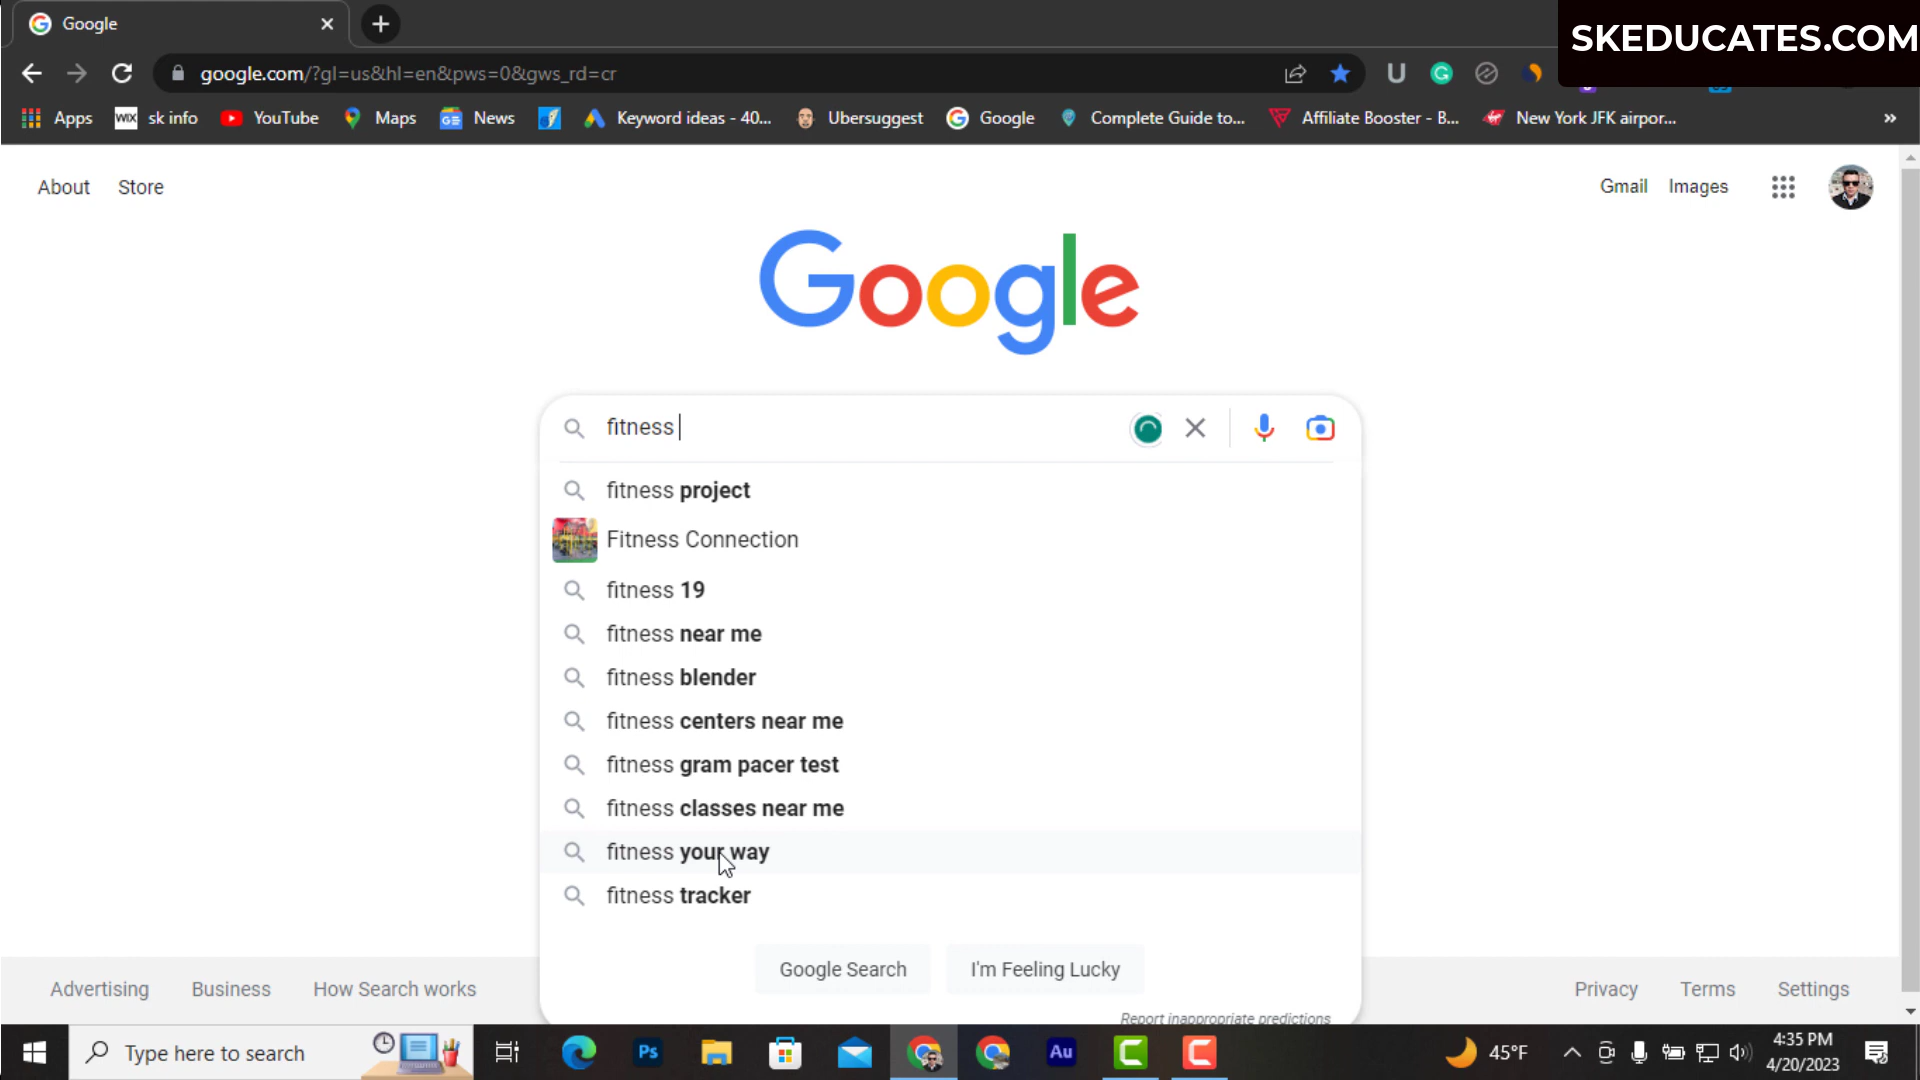 Google
SKEDUCATES.COM
google.com/?gl=us&hl=en&pws=0&gws_rd=cr
Apps WIX sk info YouTube Maps GE News Keyword ideas - 40... Ubersuggest Google Complete Guide to... Affiliate Booster - B... New York JFK airpor... »
About Store Gmail Images
Google
fitness
fitness project
Fitness Connection
fitness 19
fitness near me
fitness blender
fitness centers near me
fitness gram pacer test
fitness classes near me
fitness your way
fitness tracker
Google Search I'm Feeling Lucky
Advertising Business How Search works Privacy Terms Settings
Report inappropriate predictions
Type here to search Ps Au 45°F 4:35 PM
4/20/2023